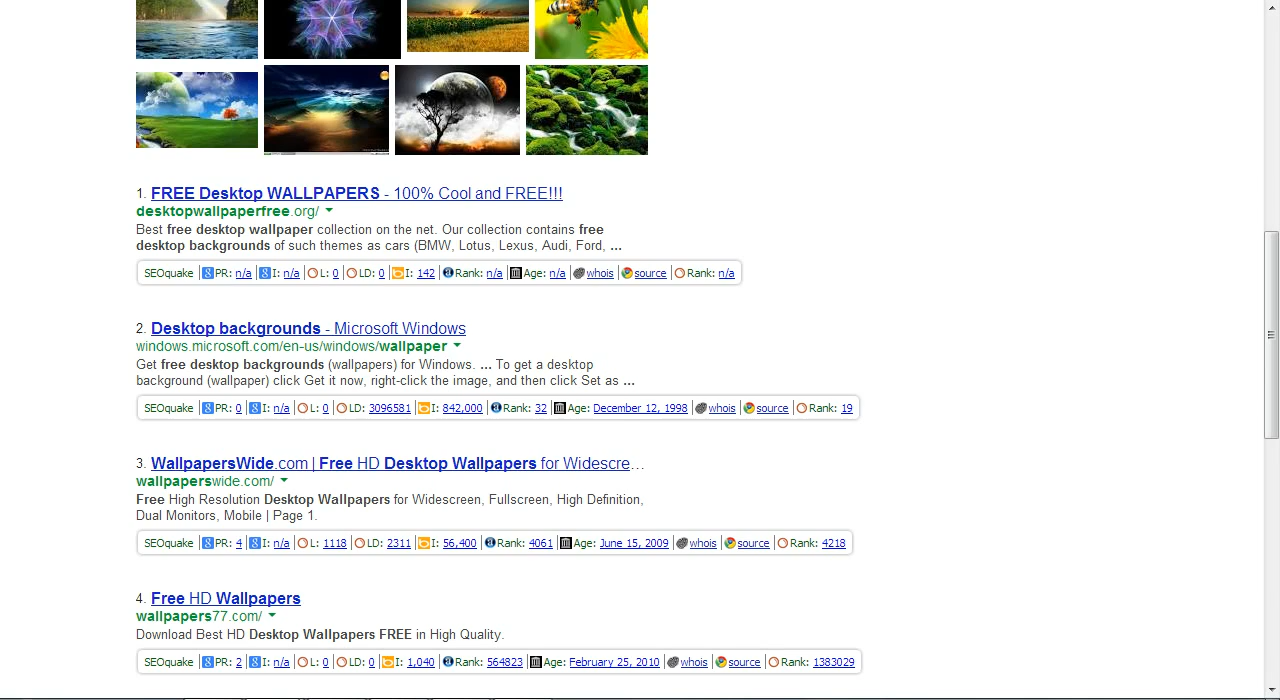 1. FREE Desktop WALLPAPERS - 100% Cool and FREE!!!
desktopwallpaperfree.org/
Best free desktop wallpaper collection on the net. Our collection contains free
desktop backgrounds of such themes as cars (BMW, Lotus, Lexus, Audi, Ford, ...
SEOquake PR: n/a I: n/a L: 0 LD: 0 I: 142 Rank: n/a Age: n/a whois source Rank: n/a
2. Desktop backgrounds - Microsoft Windows
windows.microsoft.com/en-us/windows/wallpaper
Get free desktop backgrounds (wallpapers) for Windows. ... To get a desktop
background (wallpaper) click Get it now, right-click the image, and then click Set as ...
SEOquake PR: 0 I: n/a L: 0 LD: 3096581 I: 842,000 Rank: 32 Age: December 12, 1998 whois source Rank: 19
3. WallpapersWide.com | Free HD Desktop Wallpapers for Widescre...
wallpaperswide.com/
Free High Resolution Desktop Wallpapers for Widescreen, Fullscreen, High Definition,
Dual Monitors, Mobile | Page 1.
SEOquake PR: 4 I: n/a L: 1118 LD: 2311 I: 56,400 Rank: 4061 Age: June 15, 2009 whois source Rank: 4218
4. Free HD Wallpapers
wallpapers77.com/
Download Best HD Desktop Wallpapers FREE in High Quality.
SEOquake PR: 2 I: n/a L: 0 LD: 0 I: 1,040 Rank: 564823 Age: February 25, 2010 whois source Rank: 1383029